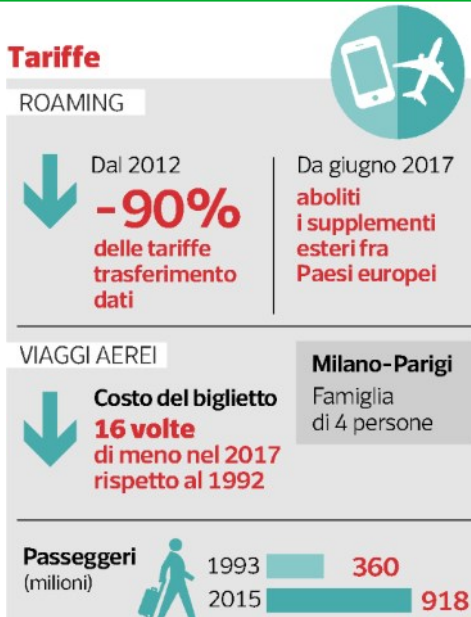 Tariffe
ROAMING
Dal 2012
-90%
delle tariffe
trasferimento
dati
Da giugno 2017
aboliti
i supplementi
esteri fra
Paesi europei
VIAGGI AEREI
Costo del biglietto
16 volte
di meno nel 2017
rispetto al 1992
Milano-Parigi
Famiglia
di 4 persone
Passeggeri
(milioni)
1993 360
2015 918